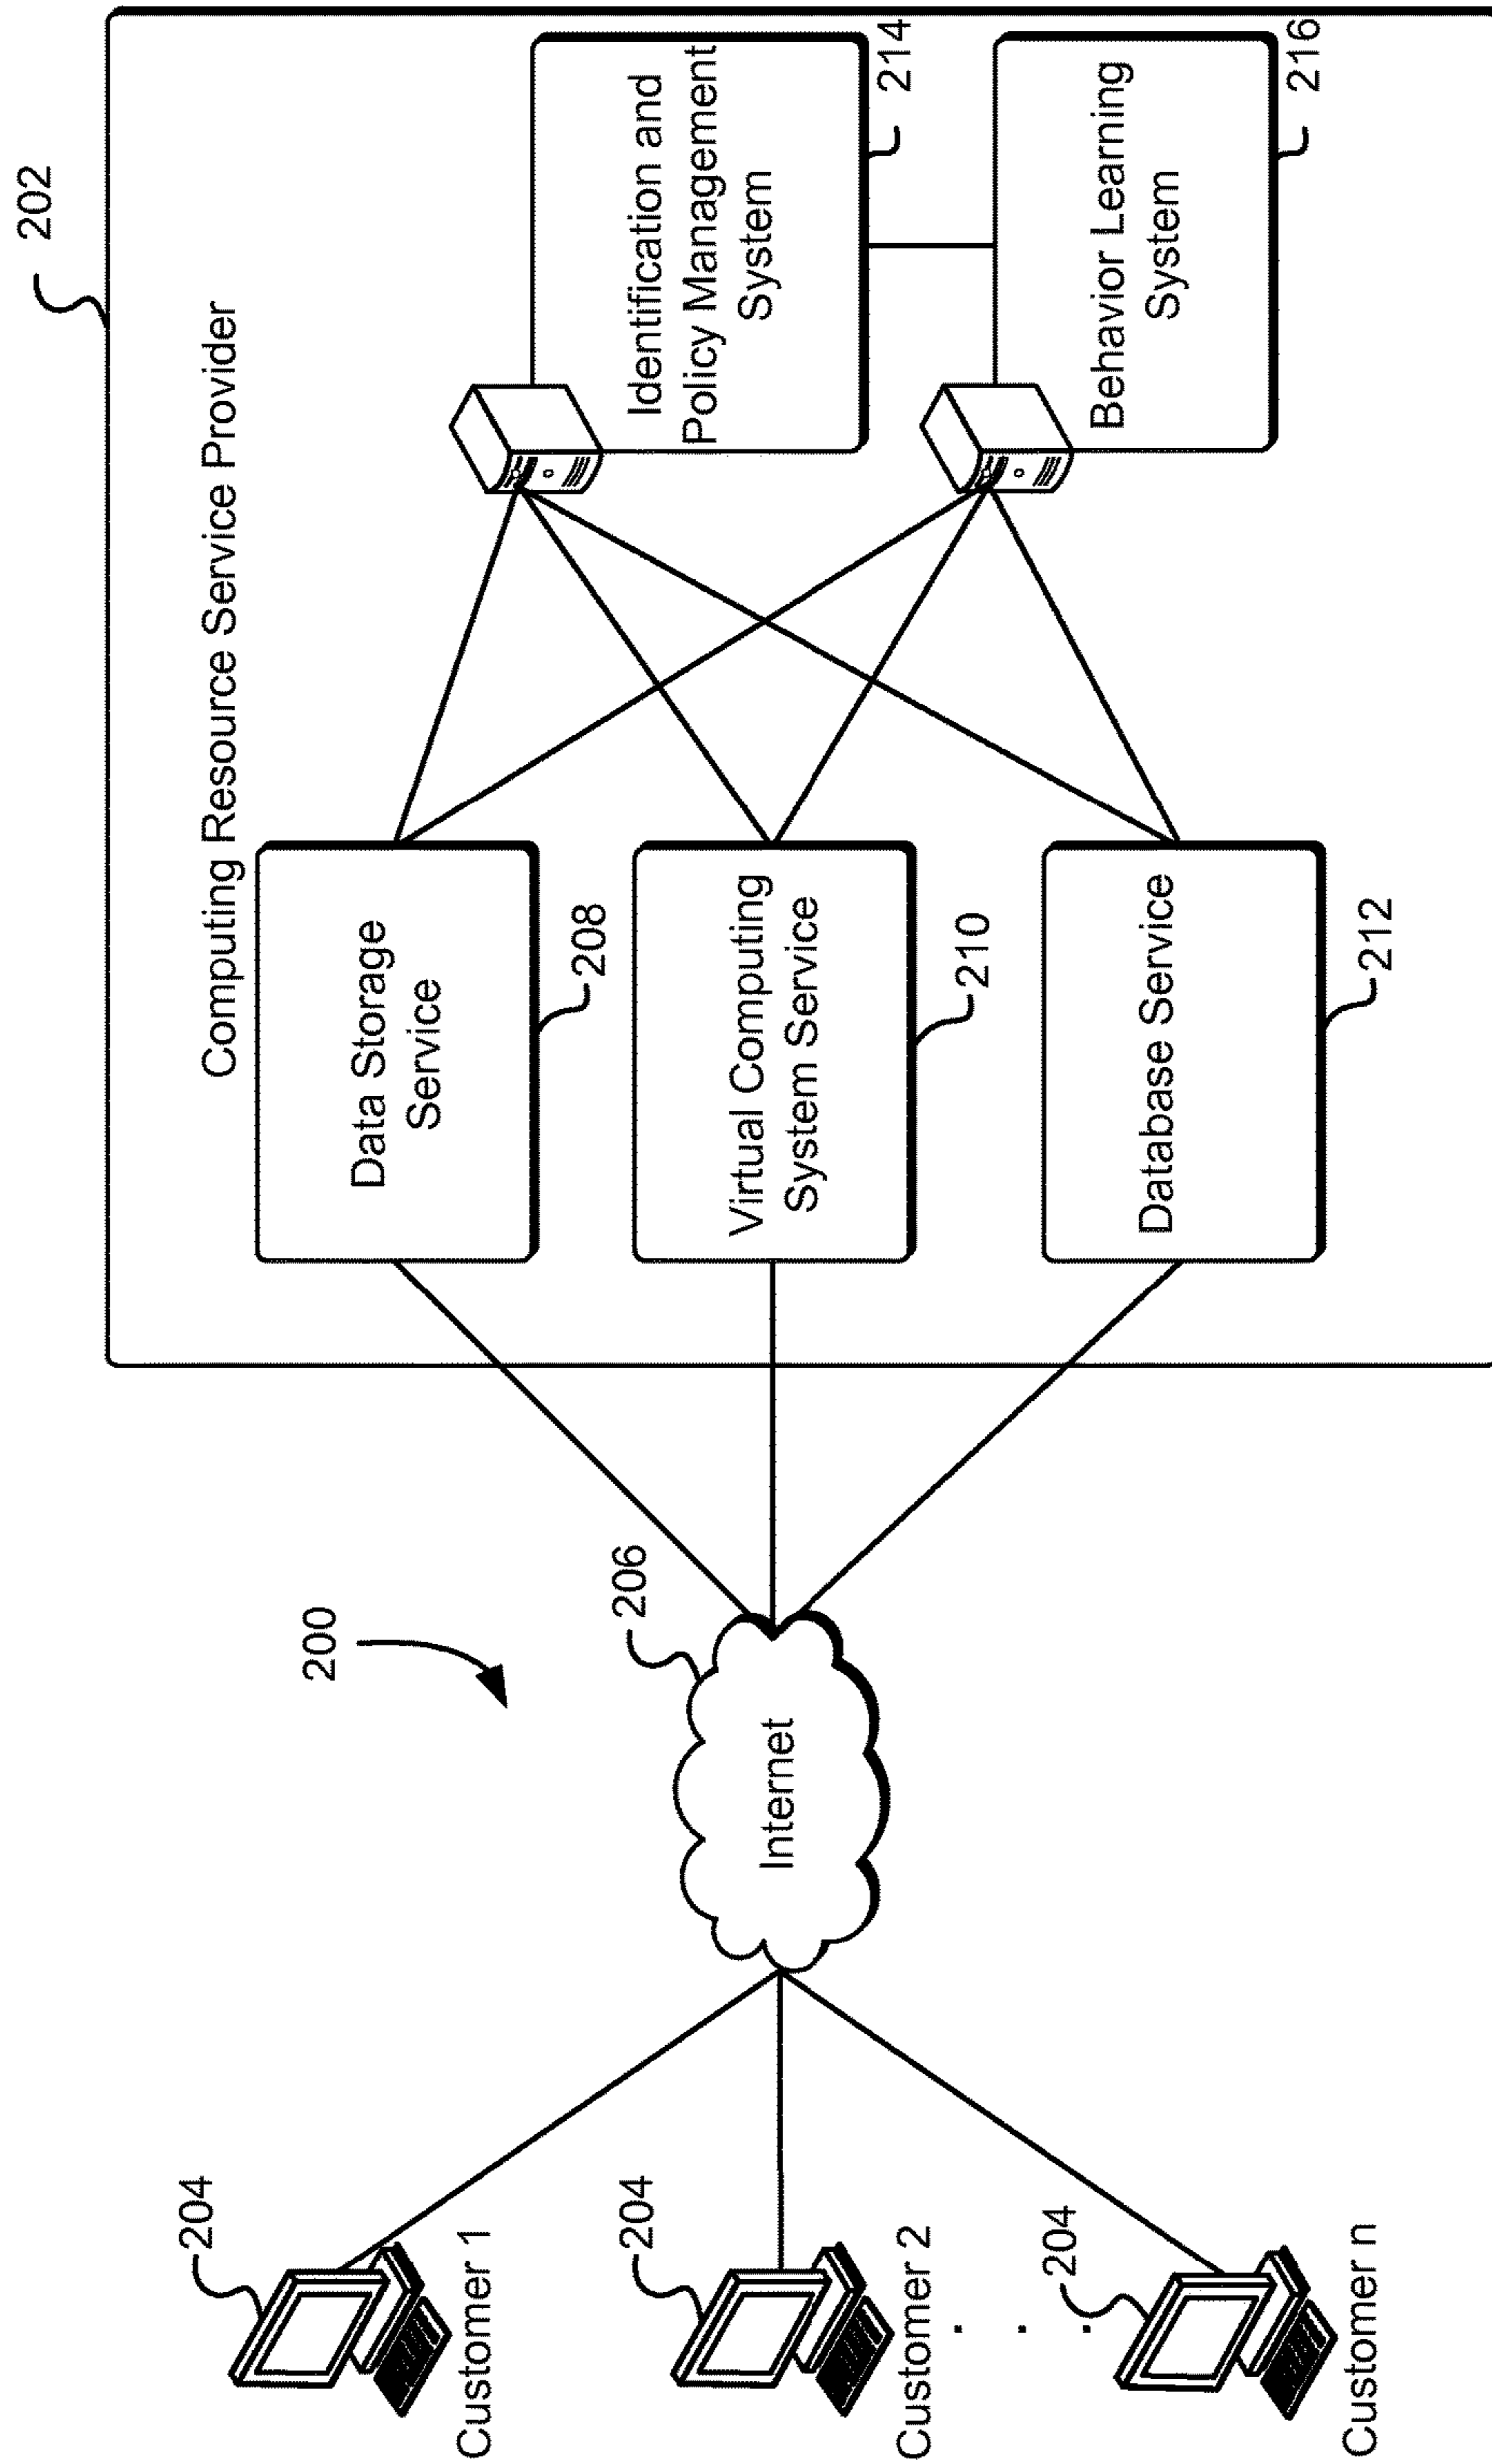 202
Computing Resource Service Provider
200
204
Customer 1
204
Customer 2
. . .
204
Customer n
206
Internet
Data Storage
Service
208
Virtual Computing
System Service
210
Database Service
212
Identification and
Policy Management
System
214
Behavior Learning
System
216